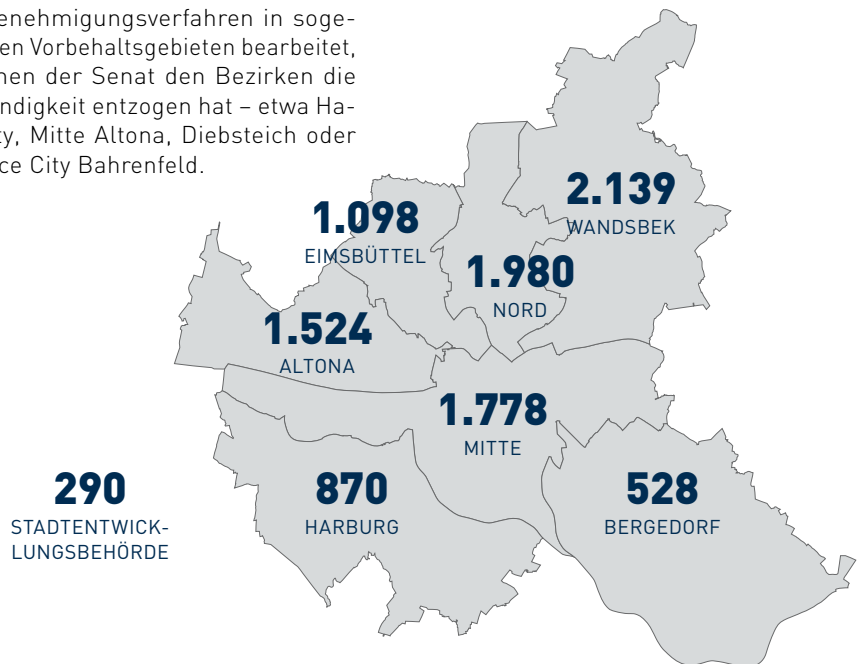 enehmigungsverfahren in soge-
en Vorbehaltsgebieten bearbeitet,
nen der Senat den Bezirken die
ndigkeit entzogen hat – etwa Ha-
ty, Mitte Altona, Diebsteich oder
ce City Bahrenfeld.
2.139
WANDSBEK
1.098
EIMSBÜTTEL
1.980
NORD
1.524
ALTONA
1.778
MITTE
290
STADTENTWICK-
LUNGSBEHÖRDE
870
HARBURG
528
BERGEDORF